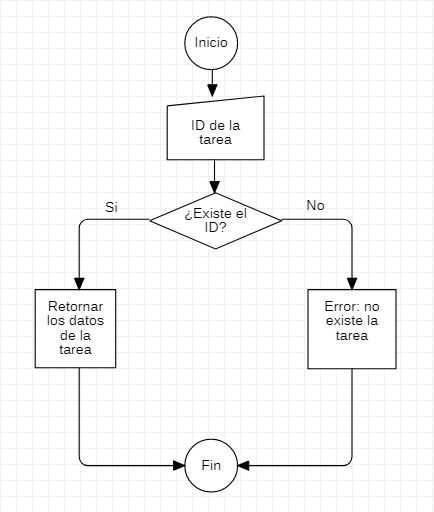 Inicio
ID de la
tarea
¿Existe el
ID?
Si
No
Retornar
los datos
de la
tarea
Error: no
existe la
tarea
Fin